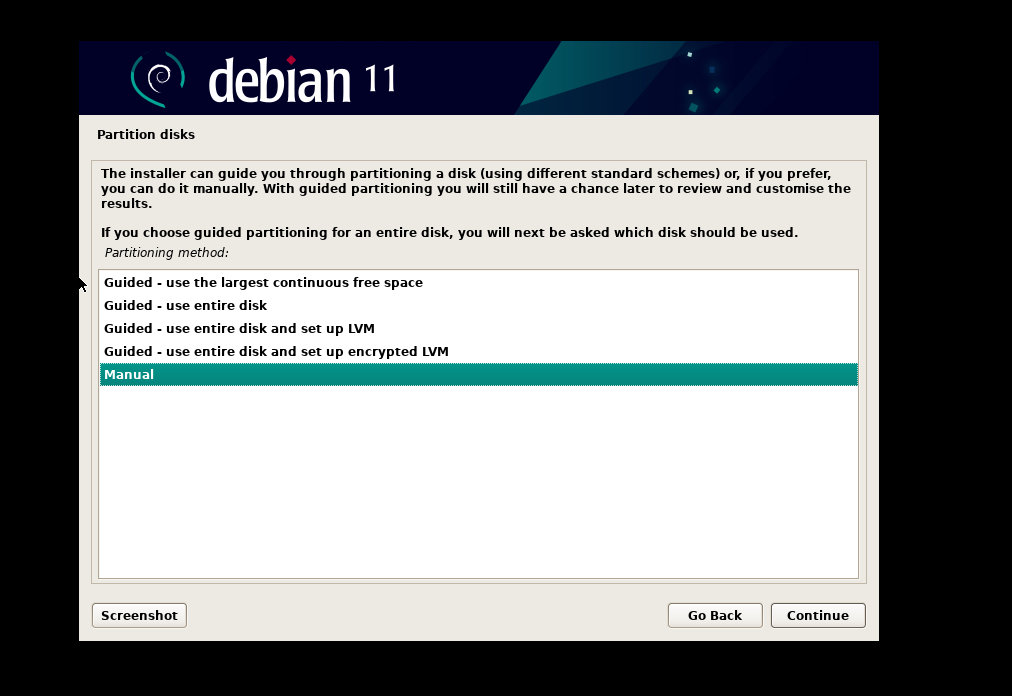 debian 11
Partition disks
The installer can guide you through partitioning a disk (using different standard schemes) or, if you prefer,
you can do it manually. With guided partitioning you will still have a chance later to review and customise the
results.
If you choose guided partitioning for an entire disk, you will next be asked which disk should be used.
Partitioning method:
Guided - use the largest continuous free space
Guided - use entire disk
Guided - use entire disk and set up LVM
Guided - use entire disk and set up encrypted LVM
Manual
Screenshot Go Back Continue